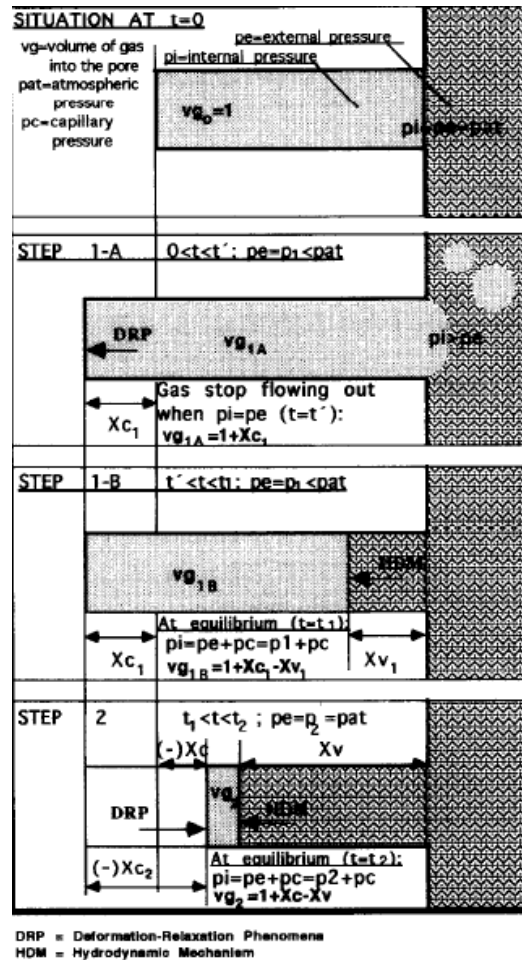 SITUATION AT t=0
vg=volume of gas
into the pore
pat=atmospheric
pressure
pc=capillary
pressure
pe=external pressure
pi=internal pressure
vg₀=1
pi=pe=pat
STEP 1-A 0<t<t´: pe=p₁<pat
DRP
vg₁A
pi>pe
Xc₁
Gas stop flowing out
when pi=pe (t=t´):
vg₁A=1+Xc₁
STEP 1-B t´<t<t₁: pe=p₁<pat
vg₁B
HDM
Xc₁
At equilibrium (t=t₁):
pi=pe+pc=p1+pc
vg₁B=1+Xc₁-Xv₁
Xv₁
STEP 2 t₁<t<t₂ ; pe=p₂=pat
(-)Xc
Xv
DRP
vg₂
HDM
(-)Xc₂
At equilibrium (t=t₂):
pi=pe+pc=p2+pc
vg₂=1+Xc-Xv
DRP = Deformation-Relaxation Phenomena
HDM = Hydrodynamic Mechanism